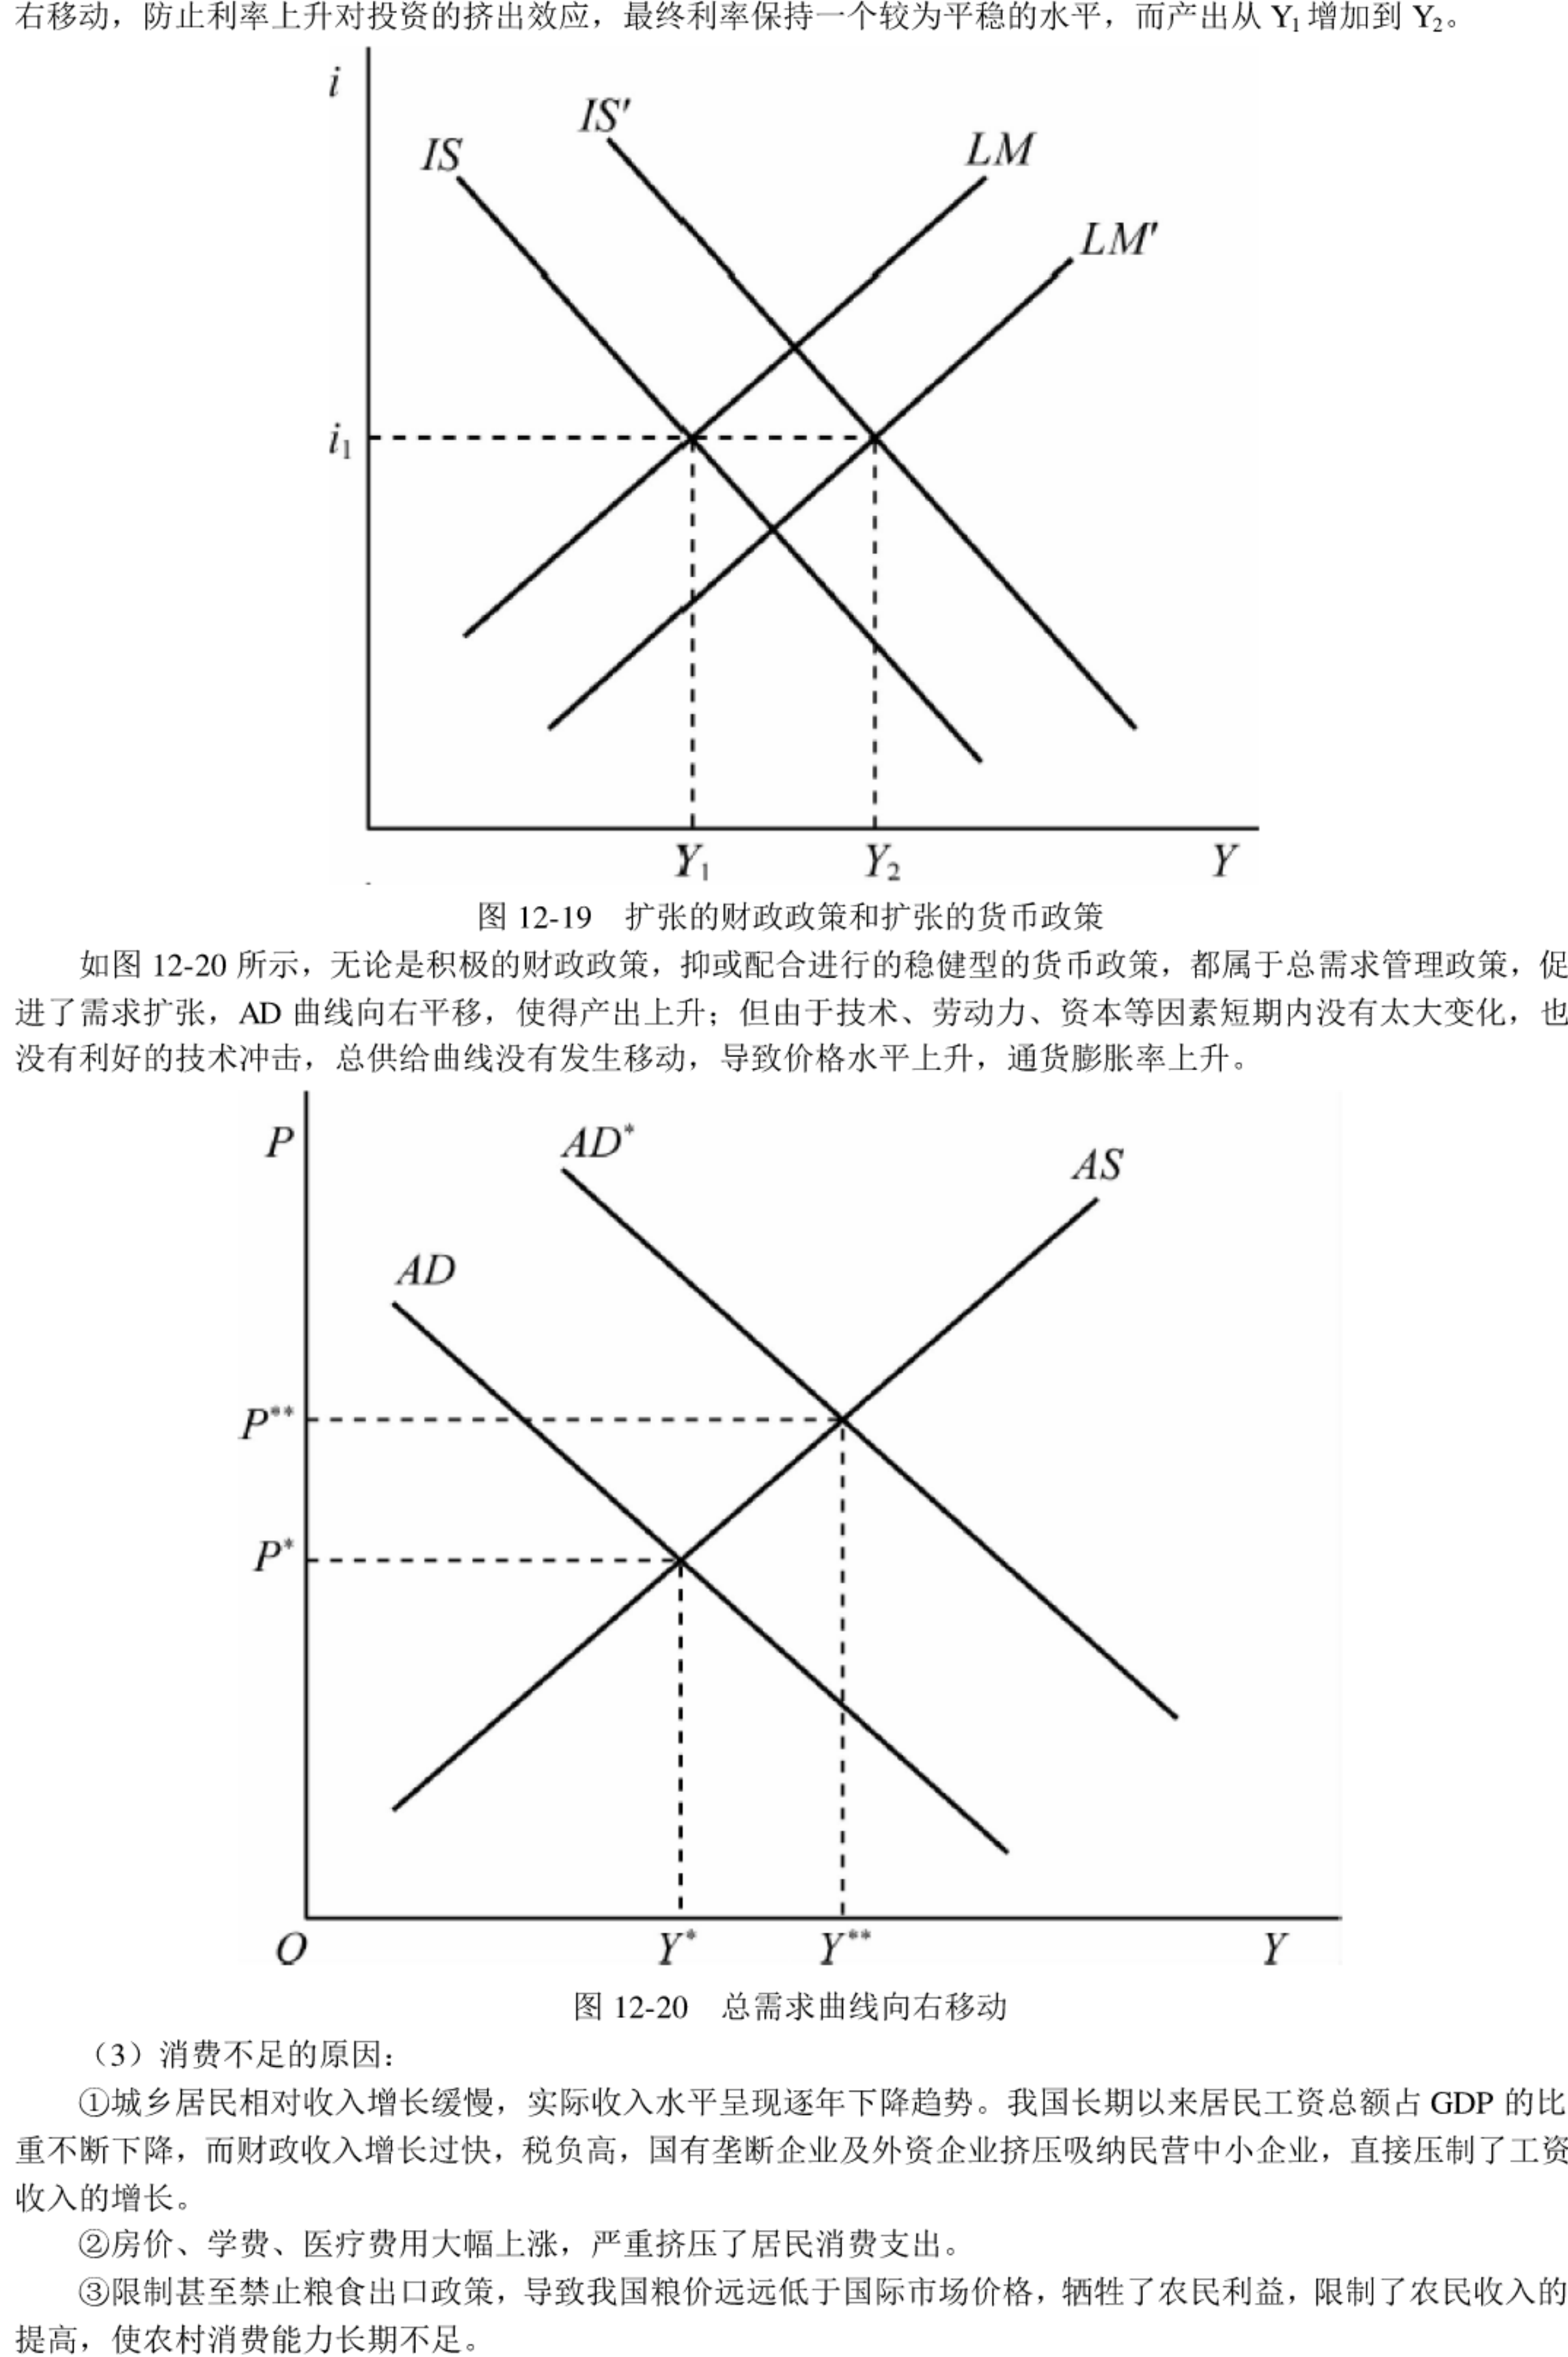 右移动，防止利率上升对投资的挤出效应，最终利率保持一个较为平稳的水平，而产出从 Y₁ 增加到 Y₂。
i
IS'
IS
LM
LM'
i₁
Y₁
Y₂
Y
图 12-19 扩张的财政政策和扩张的货币政策
如图 12-20 所示，无论是积极的财政政策，抑或配合进行的稳健型的货币政策，都属于总需求管理政策，促
进了需求扩张，AD 曲线向右平移，使得产出上升；但由于技术、劳动力、资本等因素短期内没有太大变化，也
没有利好的技术冲击，总供给曲线没有发生移动，导致价格水平上升，通货膨胀率上升。
P
AD*
AS
AD
P**
P*
O
Y*
Y**
Y
图 12-20 总需求曲线向右移动
（3）消费不足的原因：
①城乡居民相对收入增长缓慢，实际收入水平呈现逐年下降趋势。我国长期以来居民工资总额占 GDP 的比
重不断下降，而财政收入增长过快，税负高，国有垄断企业及外资企业挤压吸纳民营中小企业，直接压制了工资
收入的增长。
②房价、学费、医疗费用大幅上涨，严重挤压了居民消费支出。
③限制甚至禁止粮食出口政策，导致我国粮价远远低于国际市场价格，牺牲了农民利益，限制了农民收入的
提高，使农村消费能力长期不足。